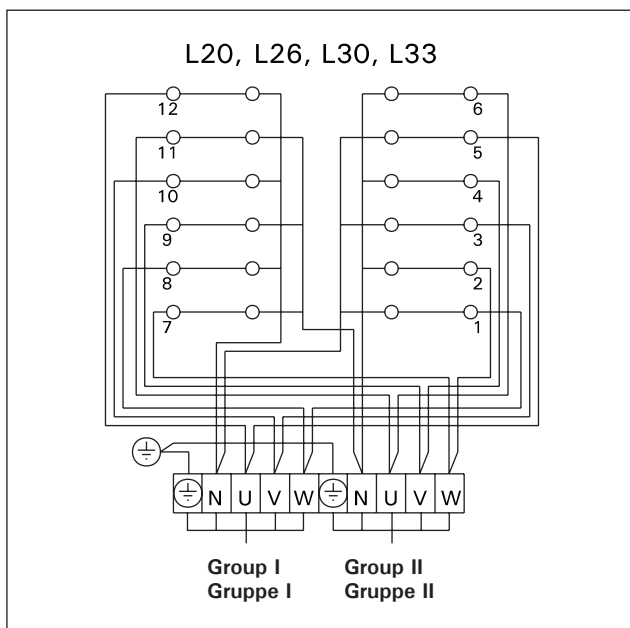 L20, L26, L30, L33
12 6
11 5
10 4
9 3
8 2
7 1
N U V W N U V W
Group I Group II
Gruppe I Gruppe II